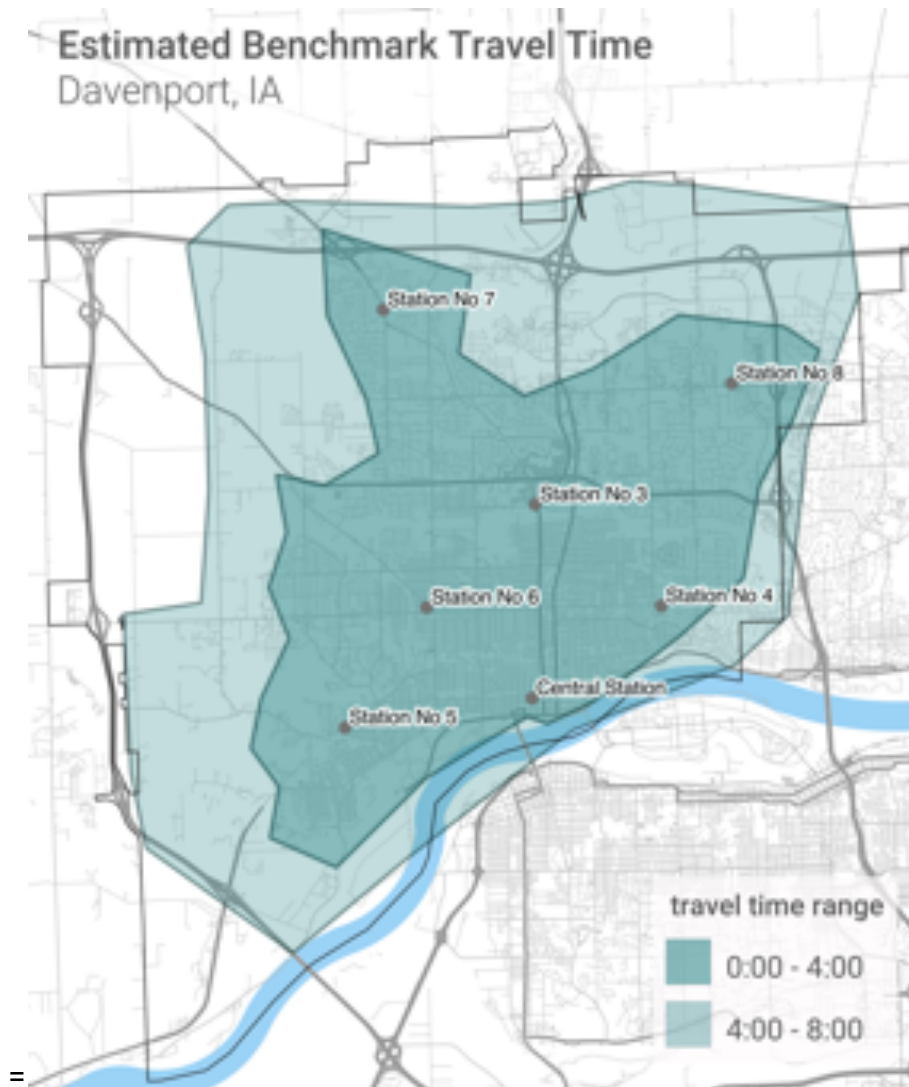 Estimated Benchmark Travel Time
Davenport, IA
Station No 7
Station No 8
Station No 3
Station No 6
Station No 4
Central Station
Station No 5
travel time range
0:00 - 4:00
4:00 - 8:00
=